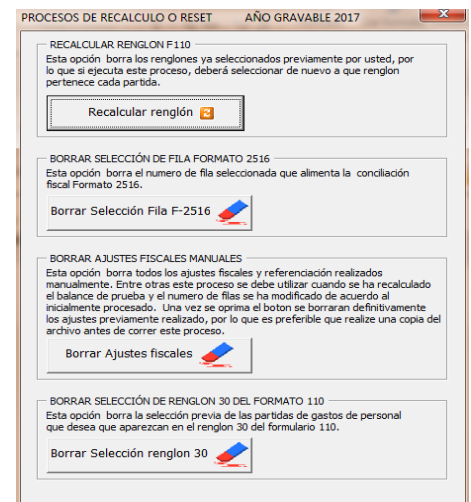 PROCESOS DE RECALCULO O RESET AÑO GRAVABLE 2017
RECALCULAR RENGLON F110
Esta opción borra los renglones ya seleccionados previamente por usted, por
lo que si ejecuta este proceso, deberá seleccionar de nuevo a que renglon
pertenece cada partida.
Recalcular renglón
BORRAR SELECCIÓN DE FILA FORMATO 2516
Esta opción borra el numero de fila seleccionada que alimenta la conciliación
fiscal Formato 2516.
Borrar Selección Fila F-2516
BORRAR AJUSTES FISCALES MANUALES
Esta opción borra todos los ajustes fiscales y referenciación realizados
manualmente. Entre otras este proceso se debe utilizar cuando se ha recalculado
el balance de prueba y el numero de filas se ha modificado de acuerdo al
inicialmente procesado. Una vez se oprima el boton se borraran definitivamente
los ajustes previamente realizado, por lo que es preferible que realize una copia del
archivo antes de correr este proceso.
Borrar Ajustes fiscales
BORRAR SELECCIÓN DE RENGLON 30 DEL FORMATO 110
Esta opción borra la selección previa de las partidas de gastos de personal
que desea que aparezcan en el renglon 30 del formulario 110.
Borrar Selección renglon 30